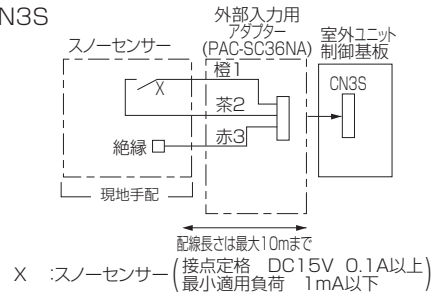 N3S
外部入力用
アダプター
(PAC-SC36NA)
スノーセンサー
室外ユニット
制御基板
橙1
CN3S
X
茶2
赤3
絶縁
現地手配
配線長さは最大10mまで
X :スノーセンサー(接点定格 DC15V 0.1A以上
最小適用負荷 1mA以下)